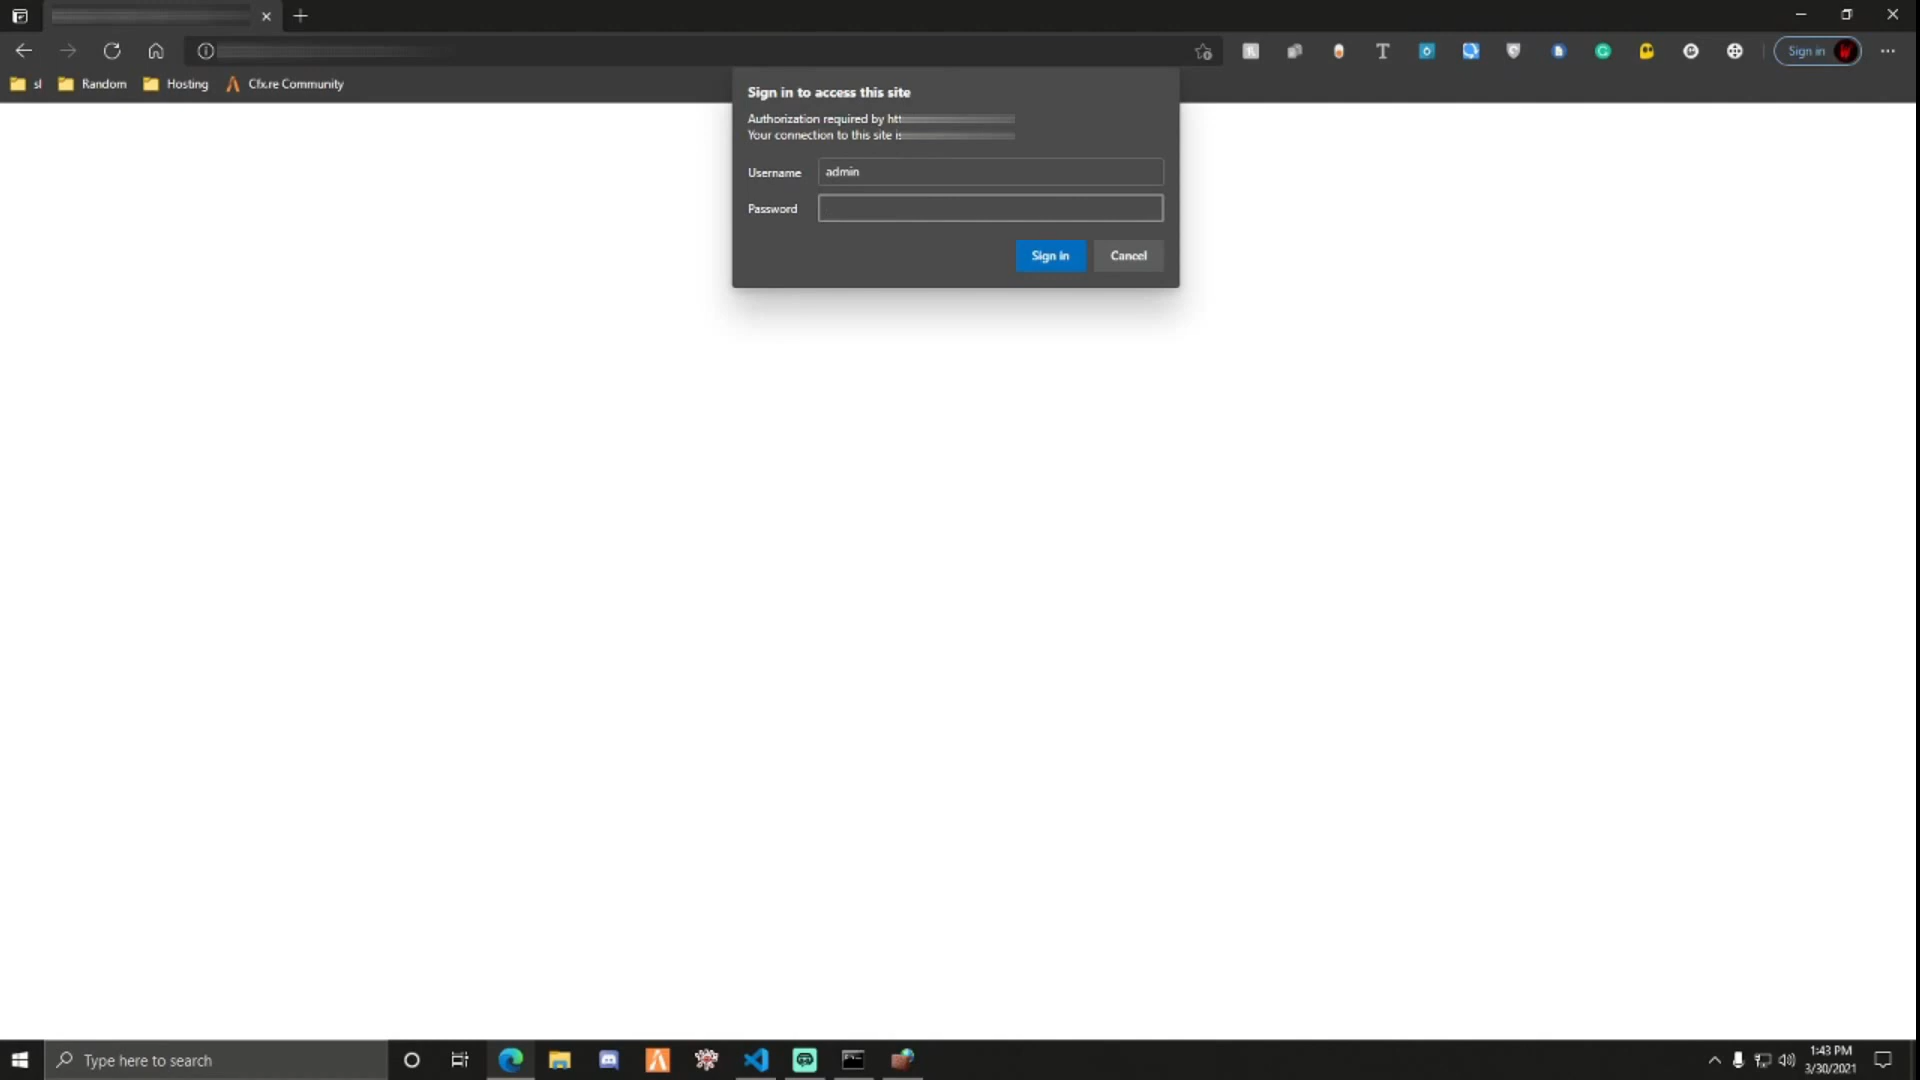 Sign in
sl
Random
Hosting
Cfx.re Community
Sign in to access this site
Authorization required by htt
Your connection to this site is
Username
admin
Password
Sign in
Cancel
Type here to search
1:43 PM
3/30/2021